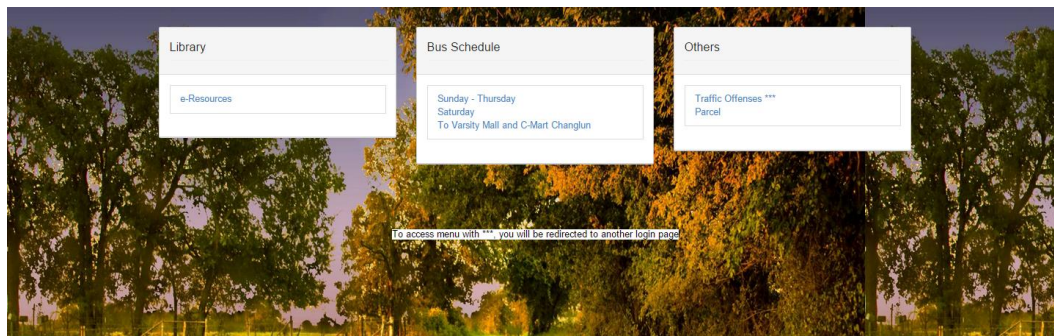 Library
e-Resources
Bus Schedule
Sunday - Thursday
Saturday
To Varsity Mall and C-Mart Changlun
Others
Traffic Offenses ***
Parcel
To access menu with ***, you will be redirected to another login page